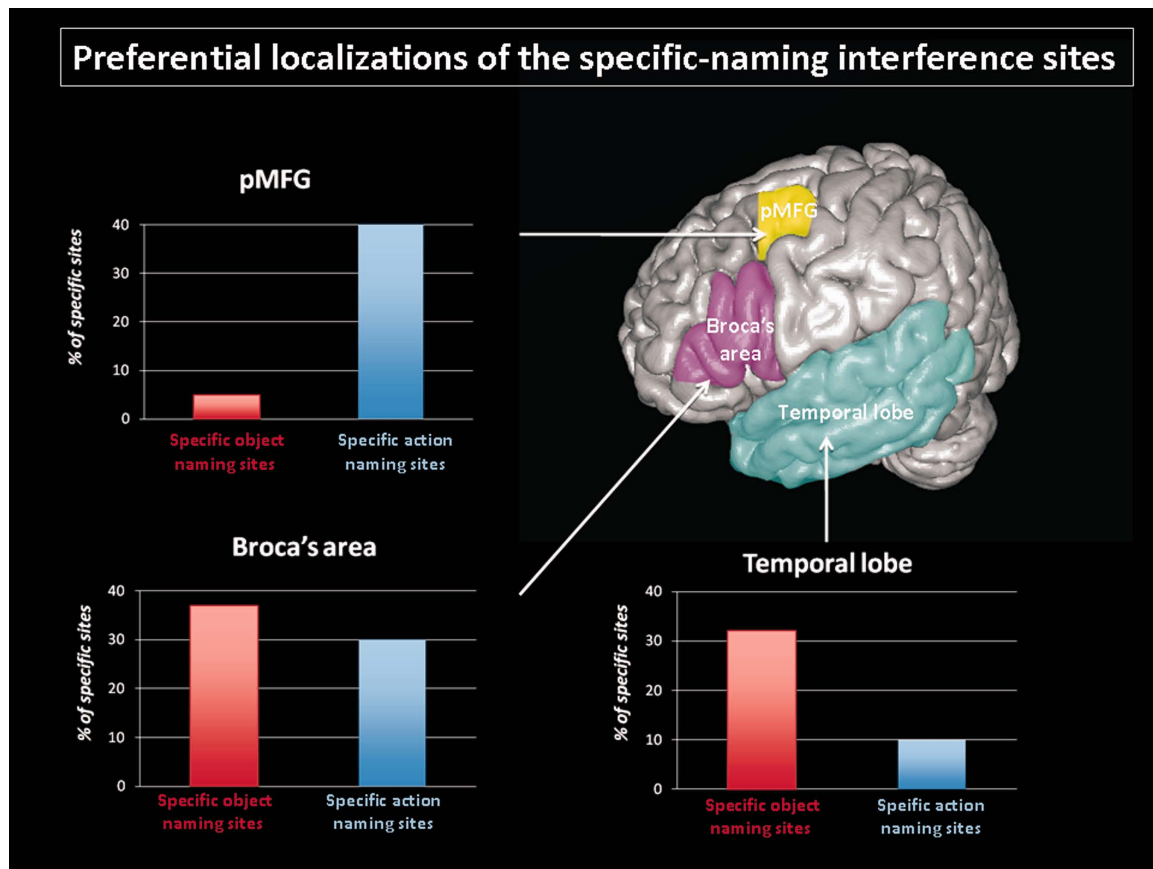 Preferential localizations of the specific-naming interference sites
pMFG
% of specific sites
40
30
20
10
0
Specific object
naming sites
Specific action
naming sites
pMFG
Broca's
area
Temporal lobe
Broca's area
% of specific sites
40
30
20
10
0
Specific object
naming sites
Specific action
naming sites
Temporal lobe
% of specific sites
40
30
20
10
0
Specific object
naming sites
Speific action
naming sites